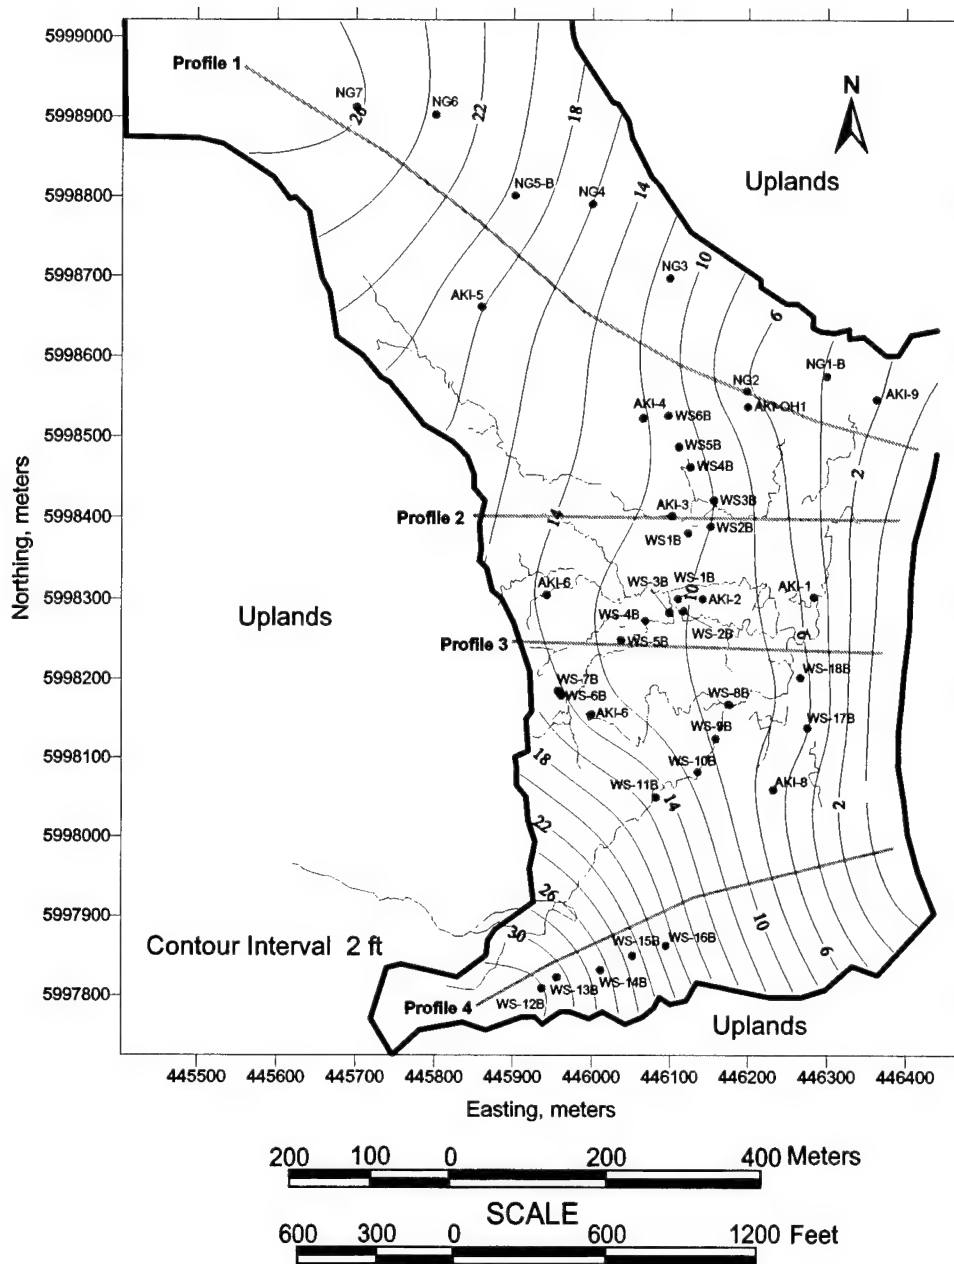 5999000
Profile 1
NG7
26
NG6
22
18
N
5998900
Uplands
5998800
NG5-B
NG4
14
5998700
NG3
10
AKI-5
6
5998600
NG1-B
NG2
AKI-9
AKI-4
WS6B
AKI-OH1
5998500
WS5B
WS4B
2
WS3B
5998400
Profile 2
14
AKI-3
WS2B
WS1B
5998300
AKI-6
WS-3B
WS-1B
10
AKI-2
AKI-1
WS-4B
WS-2B
Uplands
Profile 3
WS-5B
6
5998200
WS-7B
WS-6B
WS-18B
WS-8B
AKI-6
WS-17B
5998100
WS-9B
18
WS-10B
WS-11B
AKI-8
14
2
5998000
22
5997900
26
30
10
6
Contour Interval 2 ft
WS-15B
WS-16B
WS-14B
WS-13B
WS-12B
5997800
Profile 4
Uplands
Northing, meters
445500 445600 445700 445800 445900 446000 446100 446200 446300 446400
Easting, meters
200 100 0 200 400 Meters
SCALE
600 300 0 600 1200 Feet